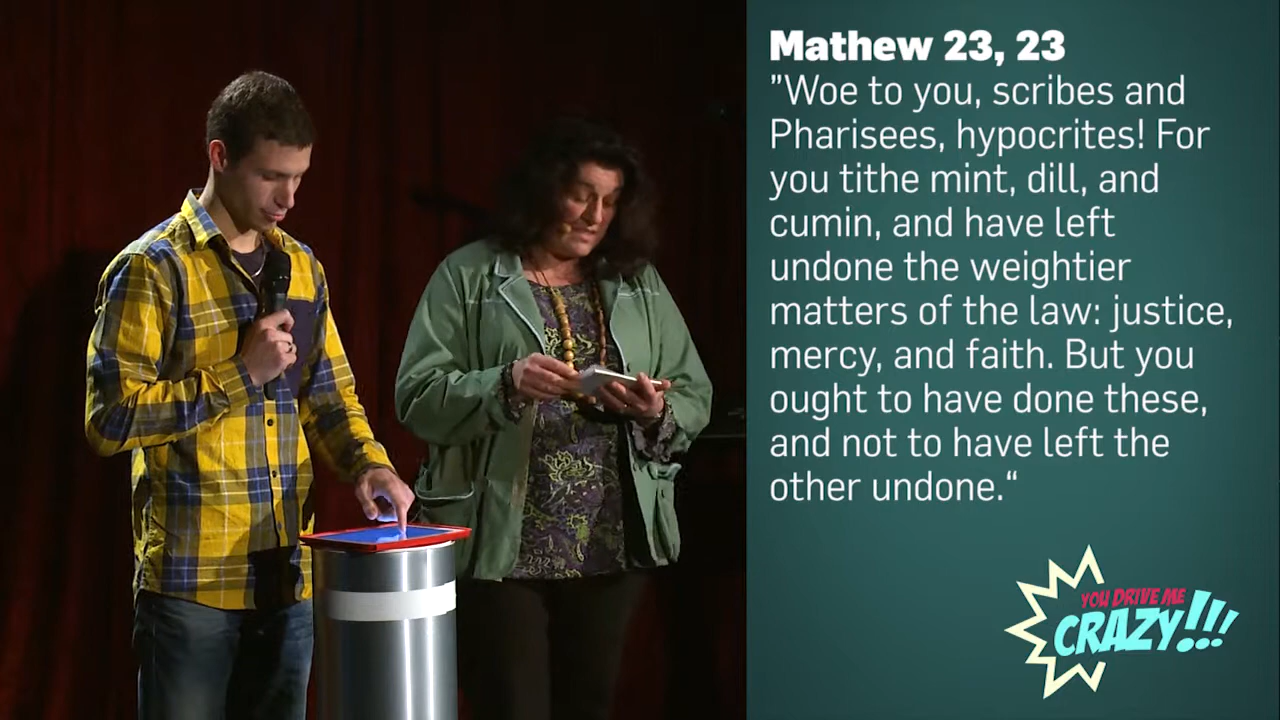 Mathew 23, 23
”Woe to you, scribes and
Pharisees, hypocrites! For
you tithe mint, dill, and
cumin, and have left
undone the weightier
matters of the law: justice,
mercy, and faith. But you
ought to have done these,
and not to have left the
other undone.“
YOU DRIVE ME
CRAZY!!!